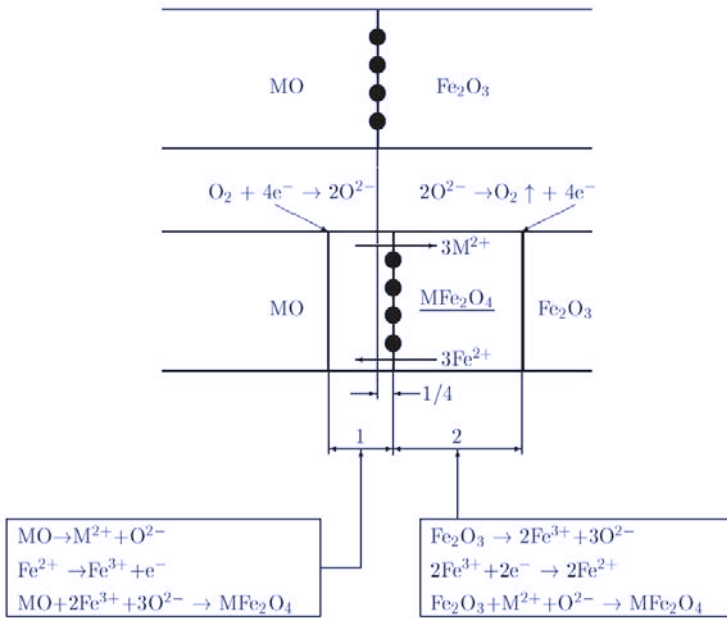 MO Fe₂O₃
O₂ + 4e⁻ → 2O²⁻ 2O²⁻ →O₂ ↑ + 4e⁻
3M²⁺
MO MFe₂O₄ Fe₂O₃
3Fe²⁺
1/4
1 2
MO→M²⁺+O²⁻
Fe²⁺ →Fe³⁺+e⁻
MO+2Fe³⁺+3O²⁻ → MFe₂O₄
Fe₂O₃ → 2Fe³⁺+3O²⁻
2Fe³⁺+2e⁻ → 2Fe²⁺
Fe₂O₃+M²⁺+O²⁻ → MFe₂O₄